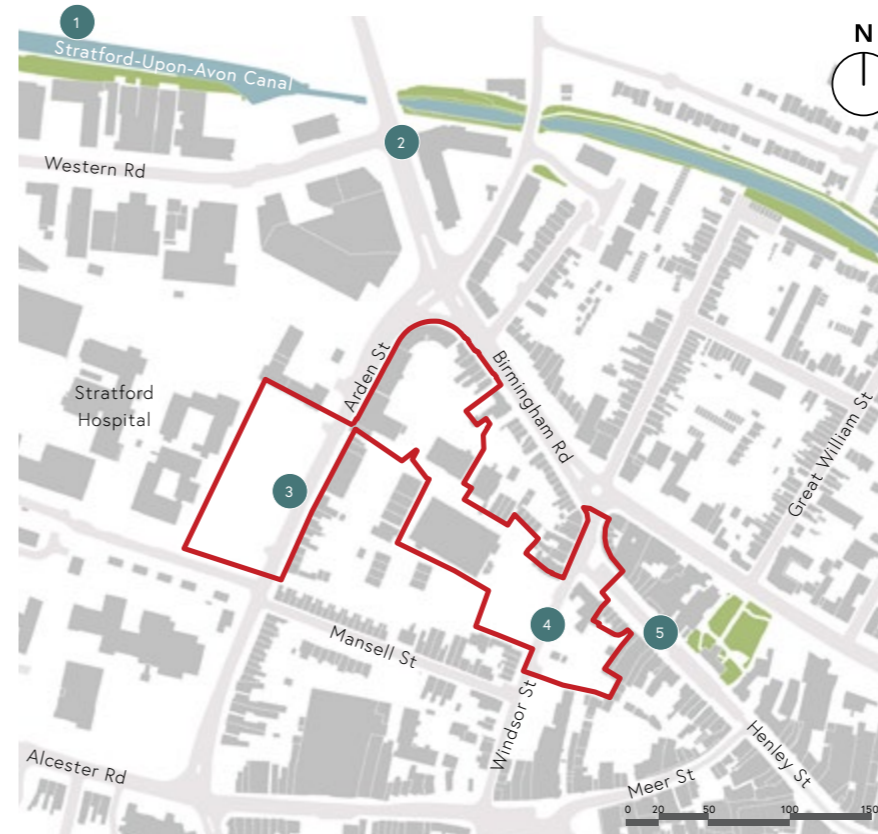 1
N
Stratford-Upon-Avon Canal
2
Western Rd
Arden St
Birmingham Rd
Stratford
Hospital
Great William St
3
4
5
Mansell St
Windsor St
Henley St
Alcester Rd
Meer St
0 20 50 100 150